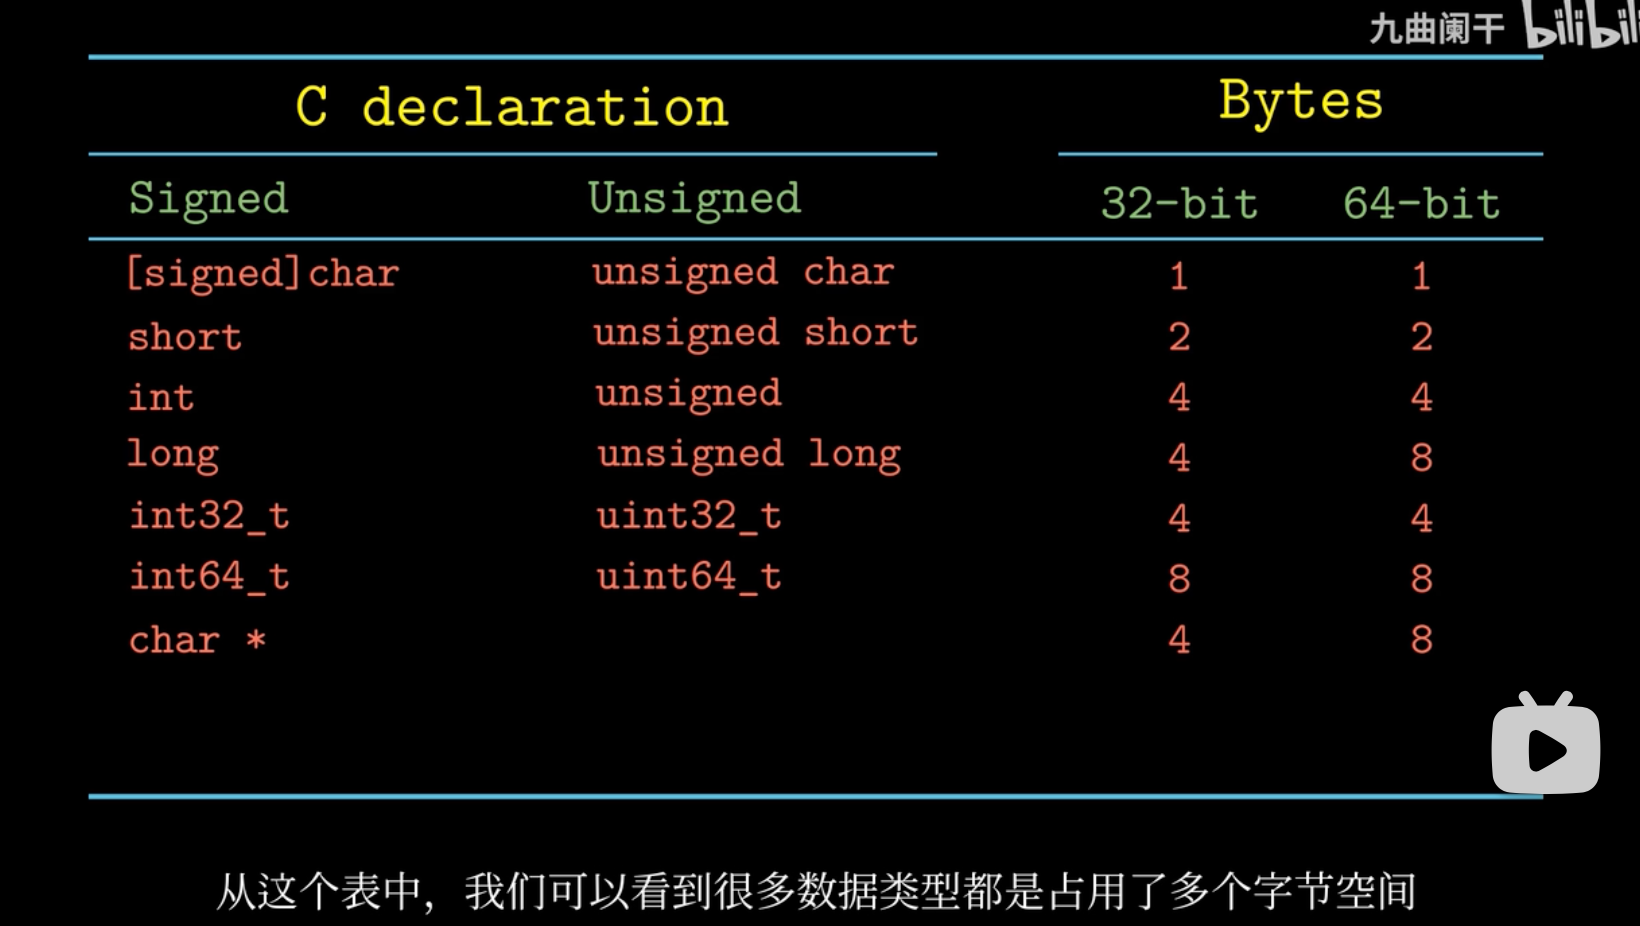 九曲阑干 bilibili
C declaration Bytes
Signed Unsigned 32-bit 64-bit
[signed]char unsigned char 1 1
short unsigned short 2 2
int unsigned 4 4
long unsigned long 4 8
int32_t uint32_t 4 4
int64_t uint64_t 8 8
char * 4 8
从这个表中，我们可以看到很多数据类型都是占用了多个字节空间